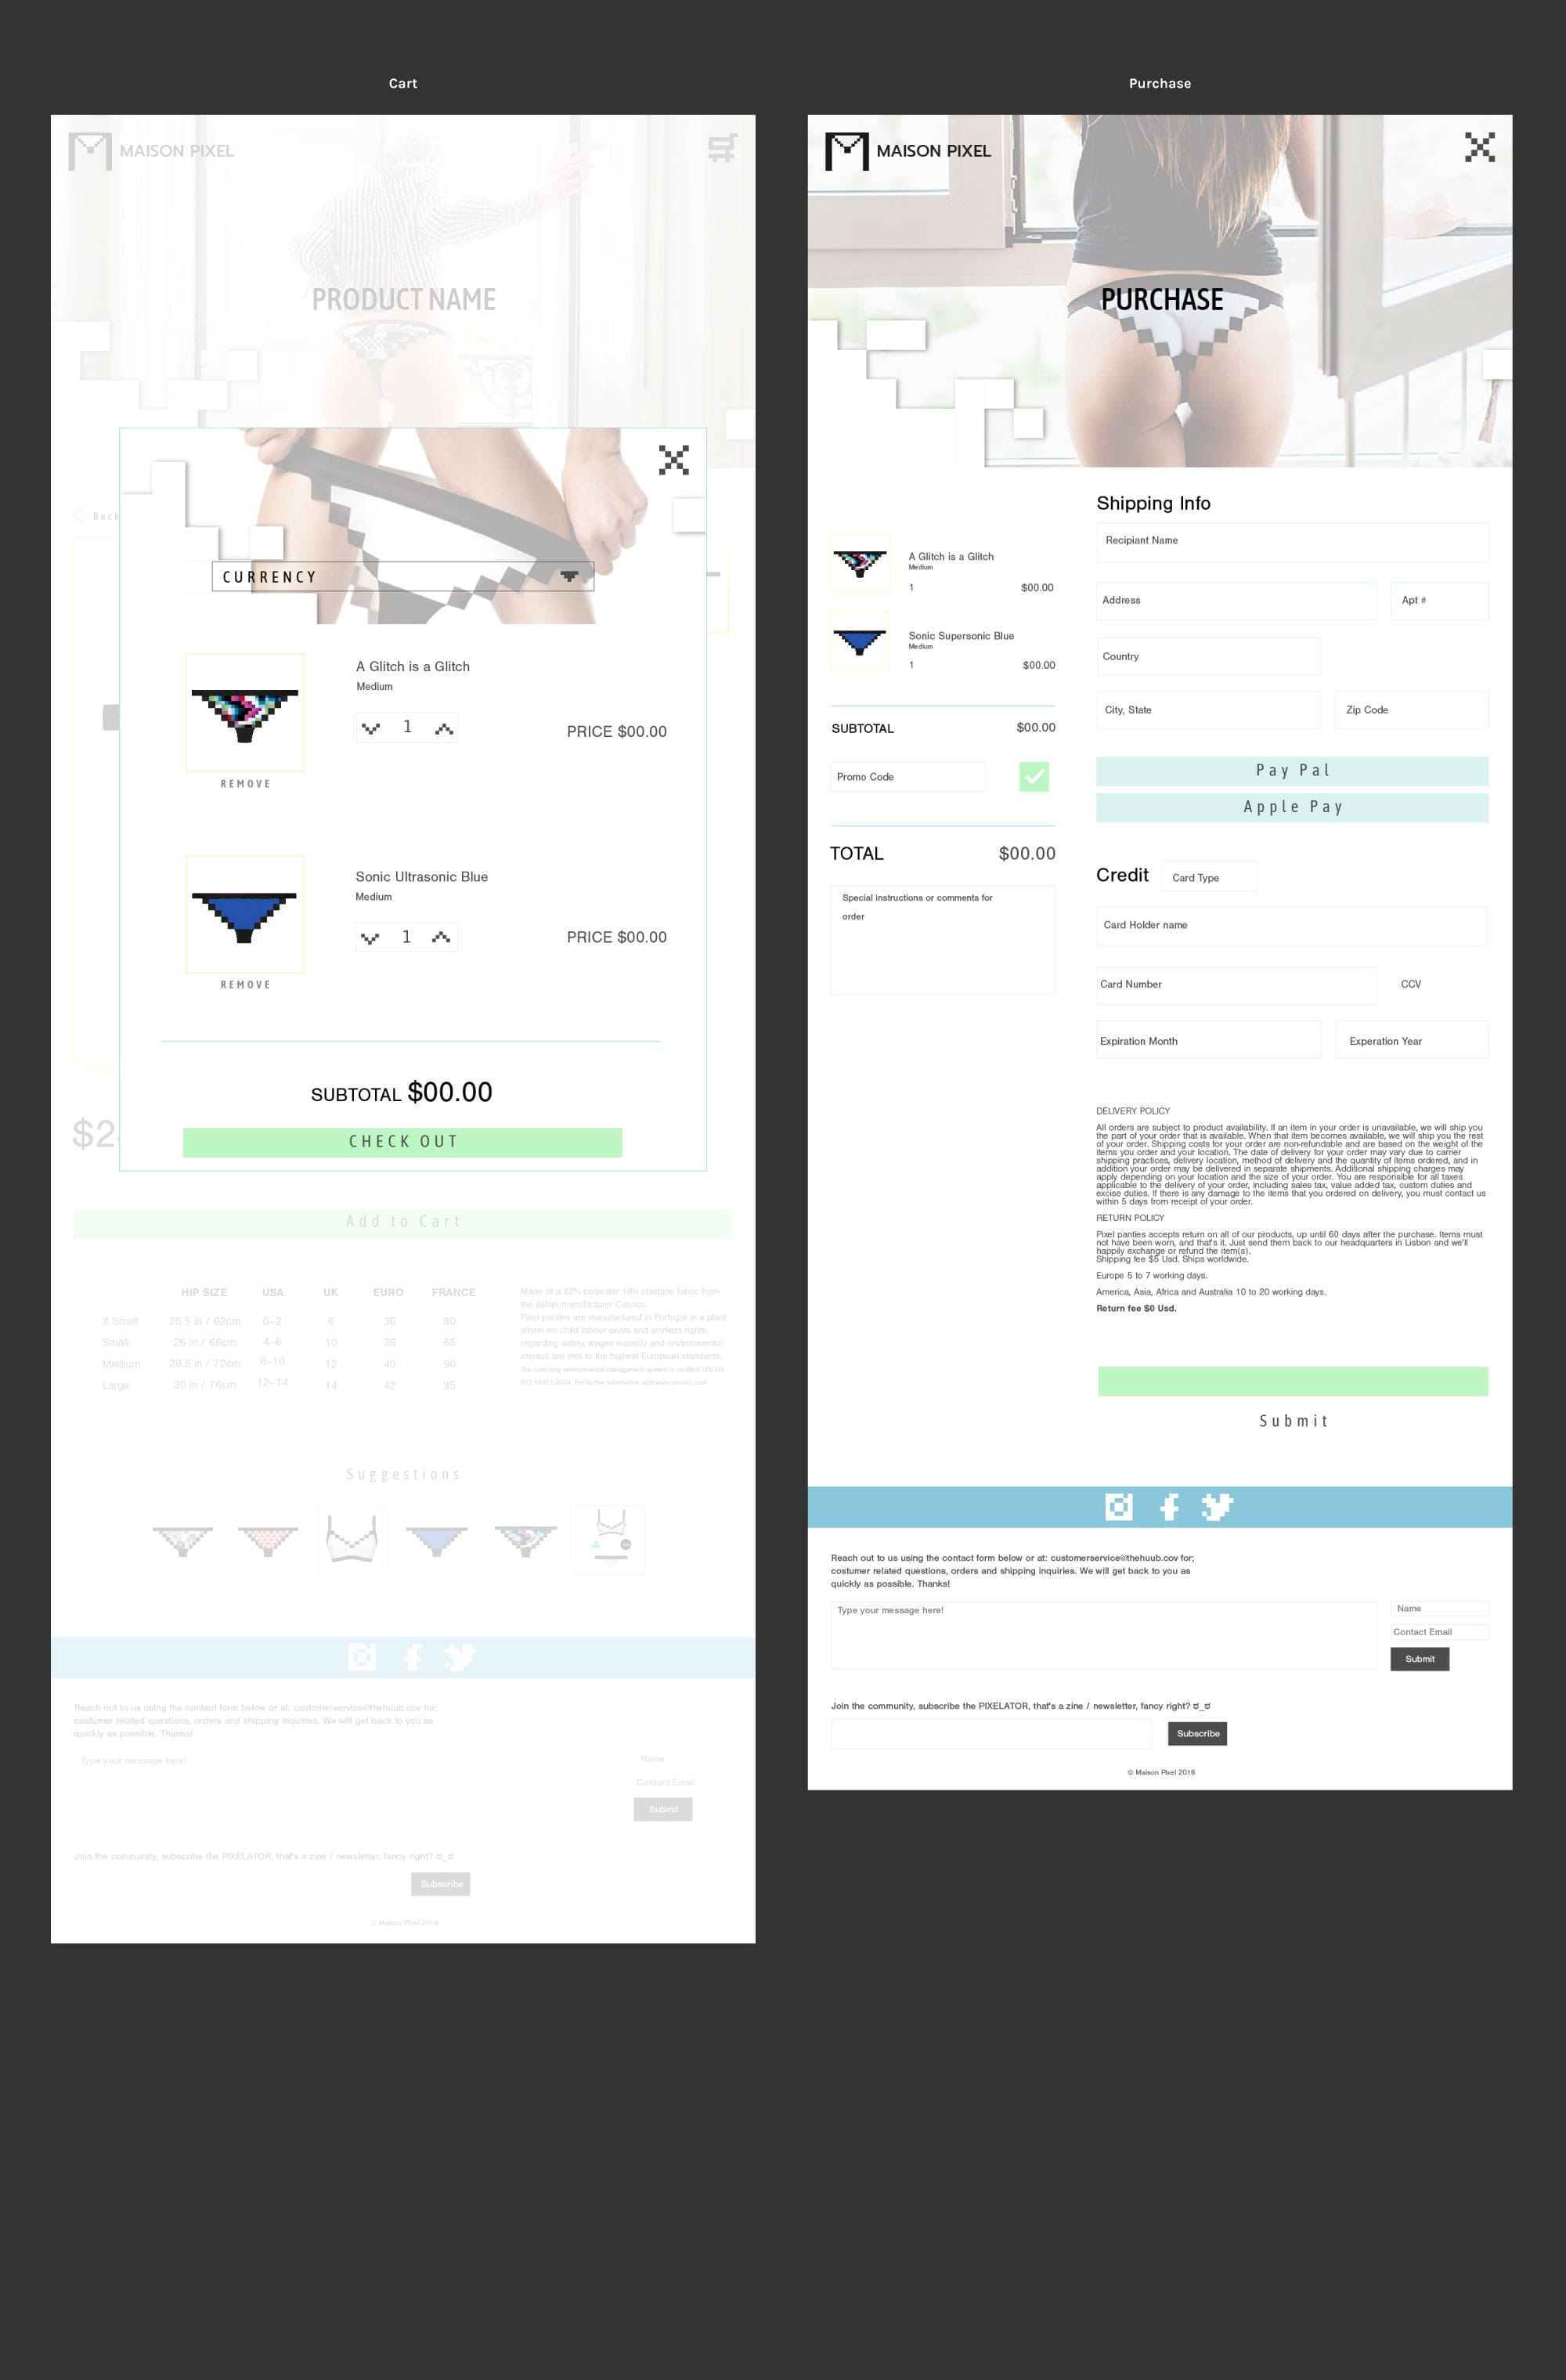 Cart
MAISON PIXEL
PRODUCT NAME
Back
CURRENCY
A Glitch is a Glitch
Medium
1
PRICE $00.00
REMOVE
Sonic Ultrasonic Blue
Medium
1
PRICE $00.00
REMOVE
SUBTOTAL $00.00
CHECK OUT
$2
Add to Cart
HIP SIZE USA UK EURO FRANCE
X Small 25.5 in / 62cm 0–2 8 36 80
Small 26 in / 66cm 4–6 10 38 85
Medium 28.5 in / 72cm 8–10 12 40 90
Large 30 in / 76cm 12–14 14 42 95
Made of a 82% polyester 18% elastane fabric from
the Italian manufacturer Carvico.
Pixel panties are manufactured in Portugal in a plant
where no child labour exists and workers rights,
regarding safety, wages equality and environmental
impact, are met to the highest European standards.
The company environmental management system is certified UNI EN
ISO 14001:2004. For further information visit www.carvico.com
Suggestions
Reach out to us using the contact form below or at: customerservice@thehuub.cov for;
costumer related questions, orders and shipping inquiries. We will get back to you as
quickly as possible. Thanks!
Type your message here!
Name
Contact Email
Submit
Join the community, subscribe the PIXELATOR, that's a zine / newsletter, fancy right? ಠ_ಠ
Subscribe
© Maison Pixel 2018
Purchase
MAISON PIXEL
PURCHASE
A Glitch is a Glitch
Medium
1 $00.00
Sonic Supersonic Blue
Medium
1 $00.00
SUBTOTAL $00.00
Promo Code
TOTAL $00.00
Special instructions or comments for
order
Shipping Info
Recipiant Name
Address Apt #
Country
City, State Zip Code
Pay Pal
Apple Pay
Credit Card Type
Card Holder name
Card Number CCV
Expiration Month Experation Year
DELIVERY POLICY
All orders are subject to product availability. If an item in your order is unavailable, we will ship you
the part of your order that is available. When that item becomes available, we will ship you the rest
of your order. Shipping costs for your order are non-refundable and are based on the weight of the
items you order and your location. The date of delivery for your order may vary due to carrier
shipping practices, delivery location, method of delivery and the quantity of items ordered, and in
addition your order may be delivered in separate shipments. Additional shipping charges may
apply depending on your location and the size of your order. You are responsible for all taxes
applicable to the delivery of your order, including sales tax, value added tax, custom duties and
excise duties. If there is any damage to the items that you ordered on delivery, you must contact us
within 5 days from receipt of your order.
RETURN POLICY
Pixel panties accepts return on all of our products, up until 60 days after the purchase. Items must
not have been worn, and that's it. Just send them back to our headquarters in Lisbon and we'll
happily exchange or refund the item(s).
Shipping fee $5 Usd. Ships worldwide.
Europe 5 to 7 working days.
America, Asia, Africa and Australia 10 to 20 working days.
Return fee $0 Usd.
Submit
Reach out to us using the contact form below or at: customerservice@thehuub.cov for;
costumer related questions, orders and shipping inquiries. We will get back to you as
quickly as possible. Thanks!
Type your message here!
Name
Contact Email
Submit
Join the community, subscribe the PIXELATOR, that's a zine / newsletter, fancy right? ಠ_ಠ
Subscribe
© Maison Pixel 2018